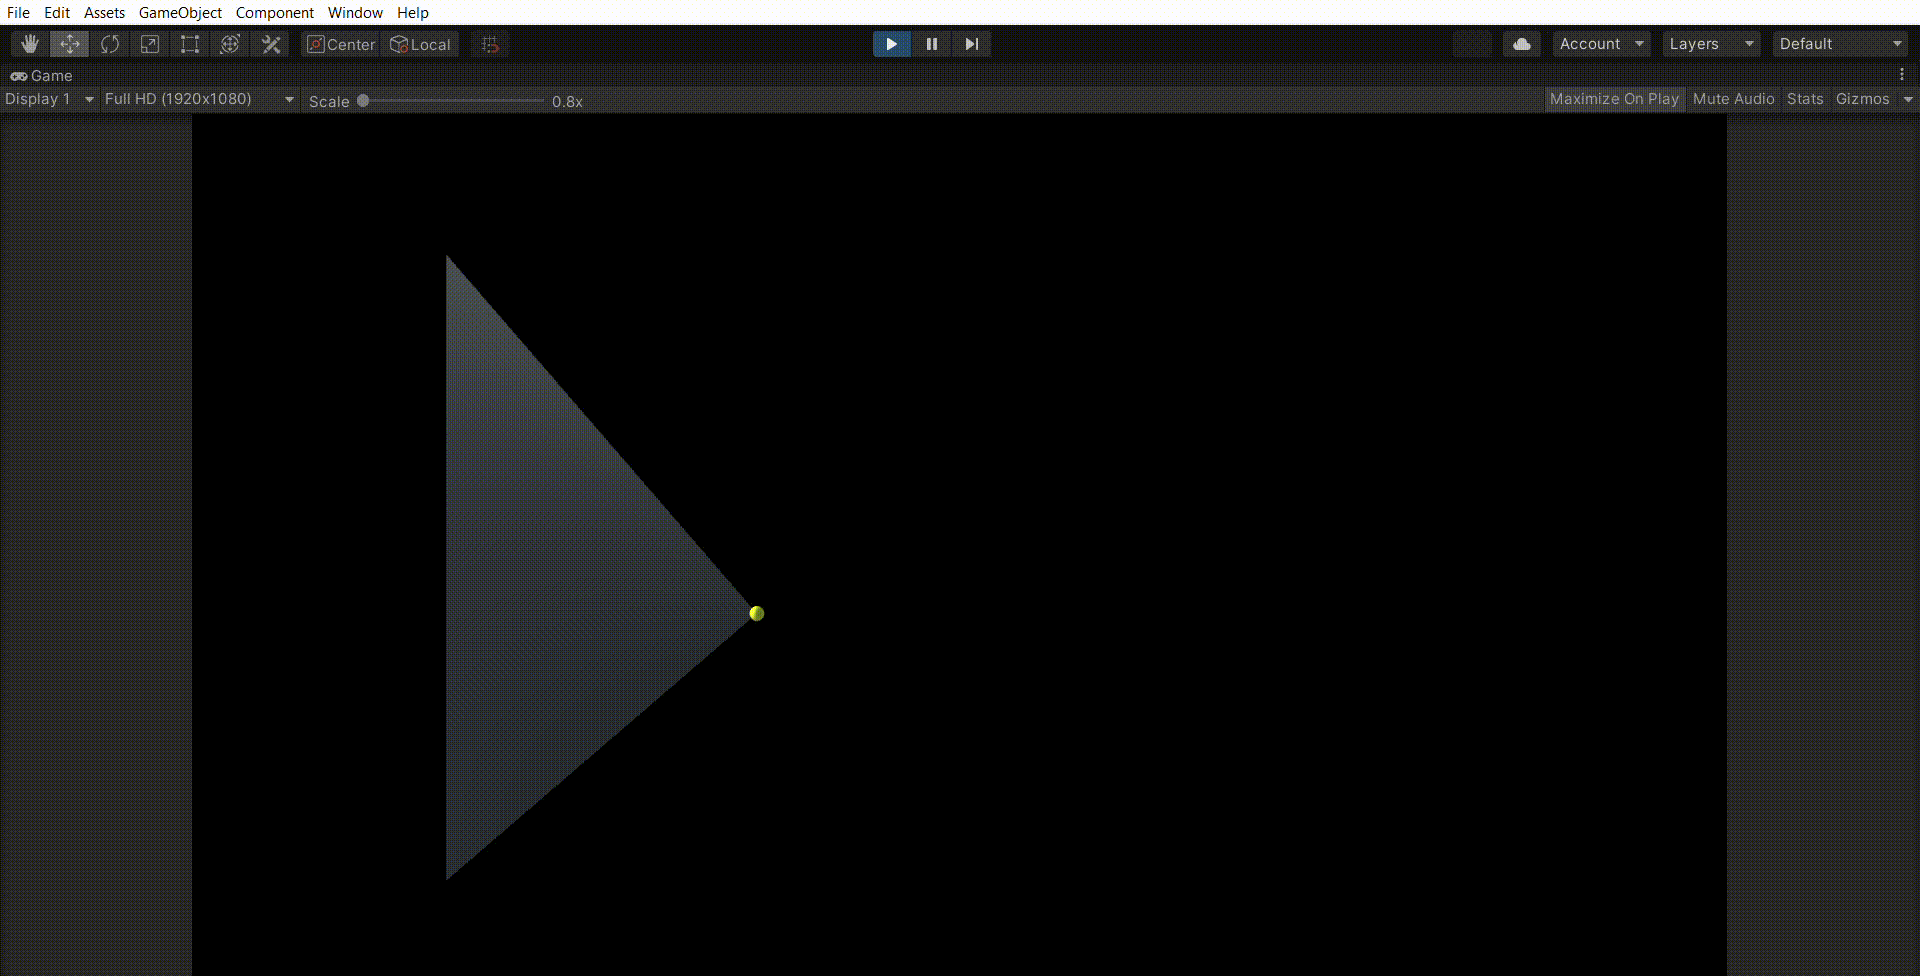 File Edit Assets GameObject Component Window Help
Center Local Account Layers Default
Game
Display 1 Full HD (1920x1080) Scale 0.8x Maximize On Play Mute Audio Stats Gizmos